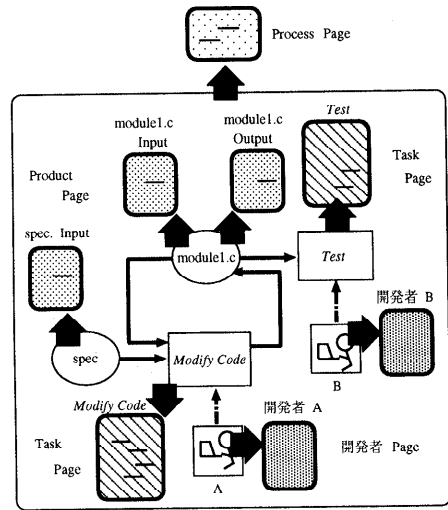 Process Page
module1.c
Input
module1.c
Output
Test
Task
Page
Product
Page
spec. Input
module1.c
Test
spec
Modify Code
開発者 B
B
Modify Code
開発者 A
Task
Page
A
開発者 Page